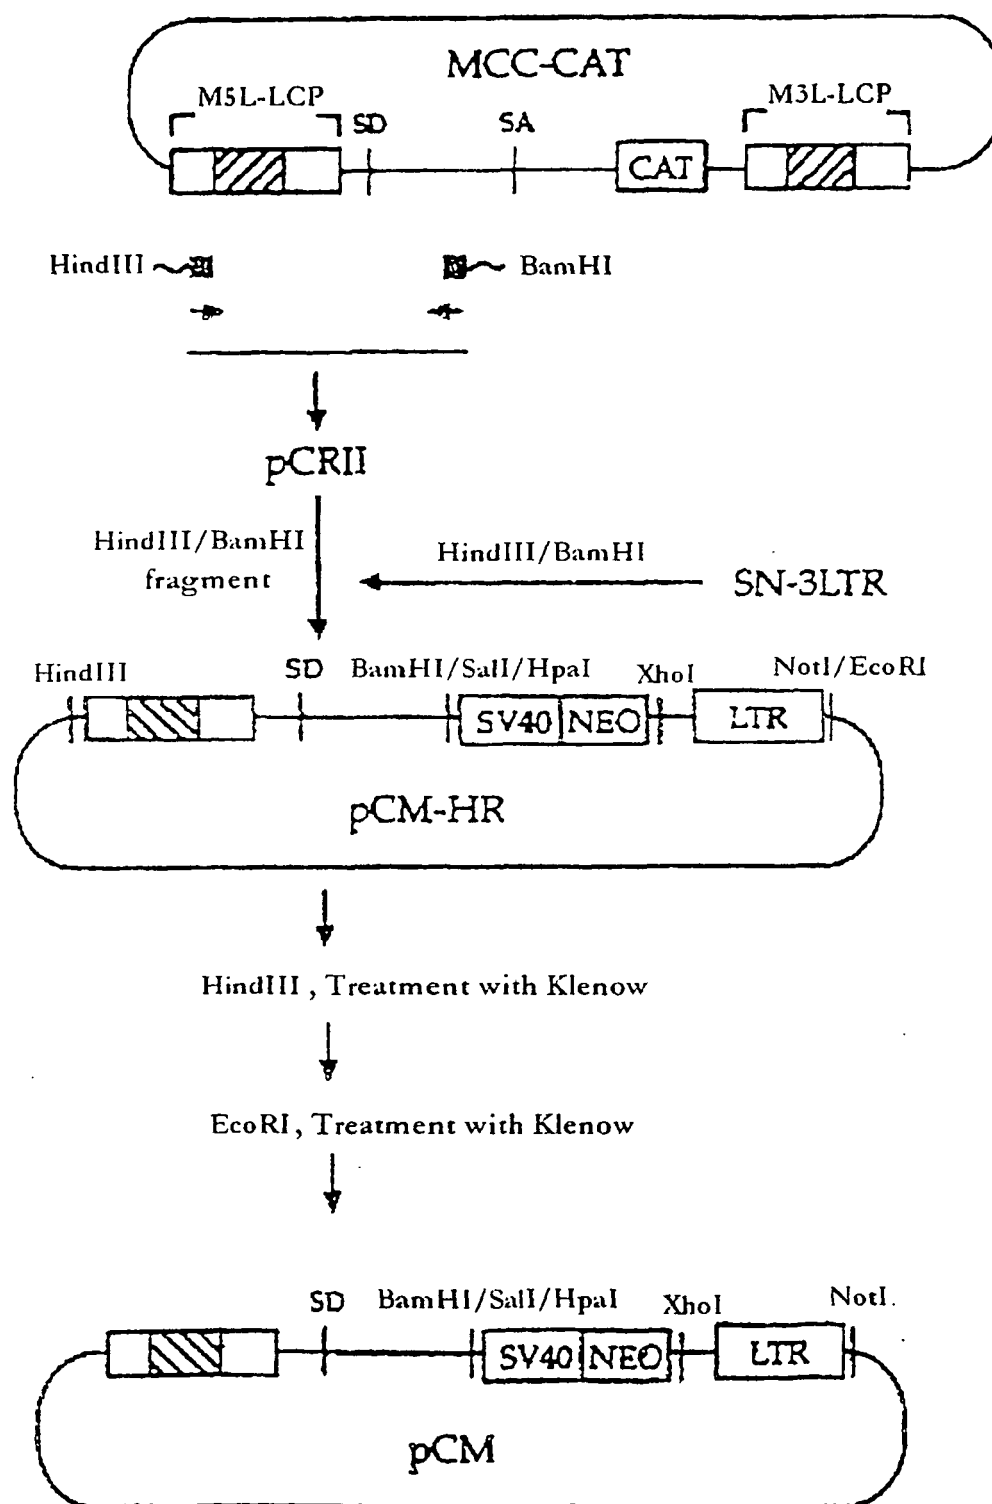 MCC-CAT
M5L-LCP
M3L-LCP
SD
SA
CAT
HindIII
BamHI
pCRII
HindIII/BamHI
fragment
HindIII/BamHI
SN-3LTR
HindIII
SD
BamHI/SalI/HpaI
XhoI
NotI/EcoRI
SV40
NEO
LTR
pCM-HR
HindIII , Treatment with Klenow
EcoRI, Treatment with Klenow
SD
BamHI/SalI/HpaI
XhoI
NotI.
SV40
NEO
LTR
pCM